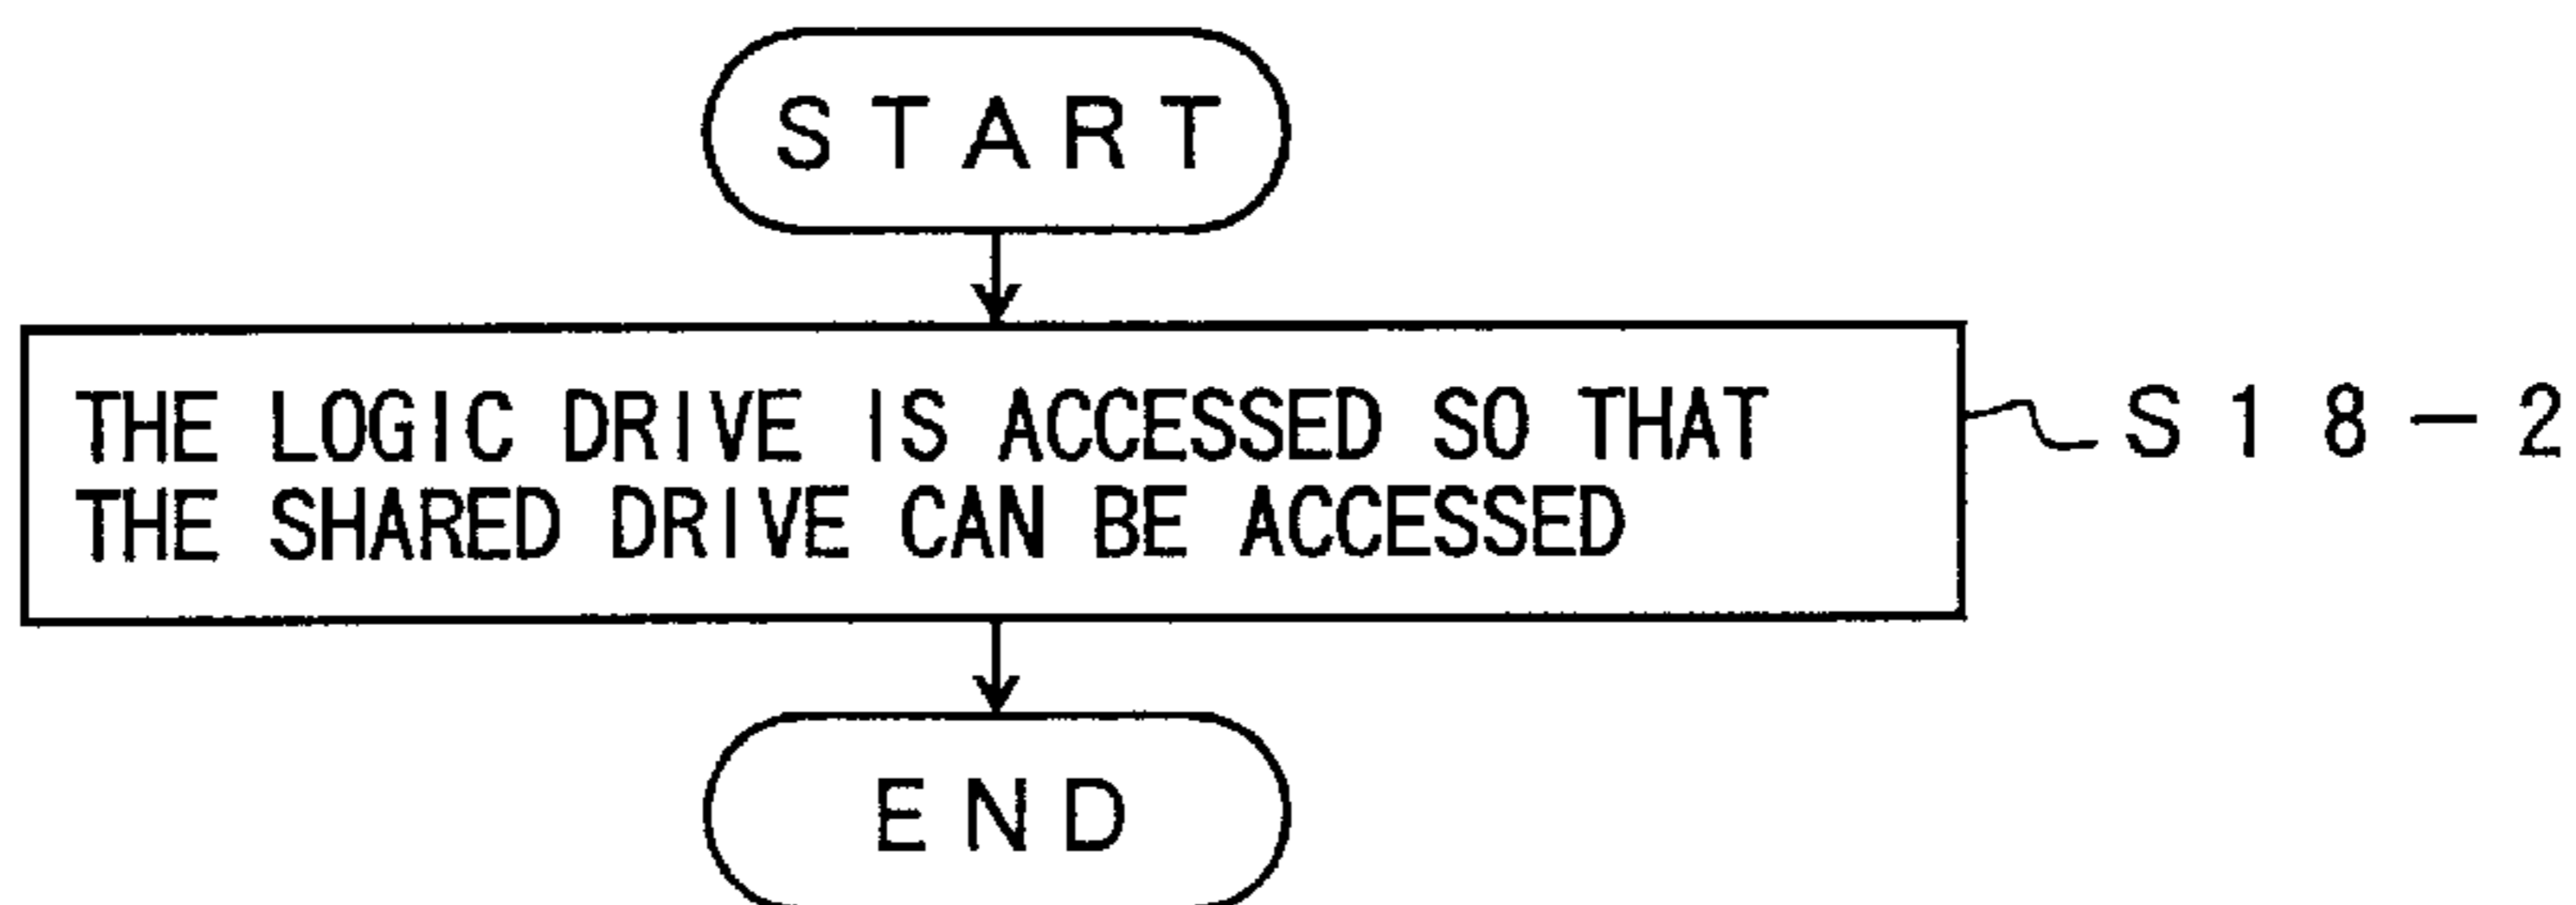 START
THE LOGIC DRIVE IS ACCESSED SO THAT
THE SHARED DRIVE CAN BE ACCESSED
S18-2
END